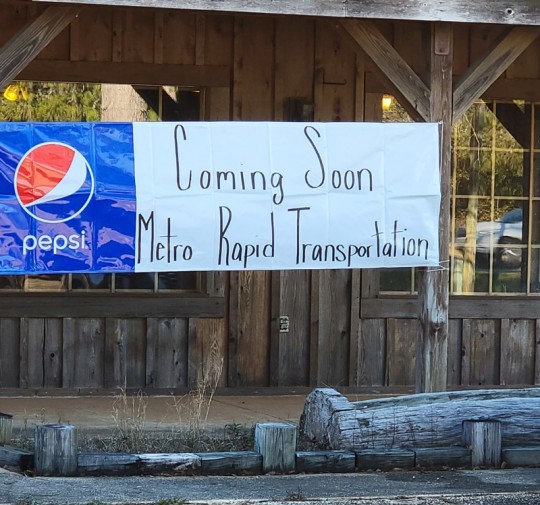 Coming Soon
pepsi
Metro Rapid Transportation